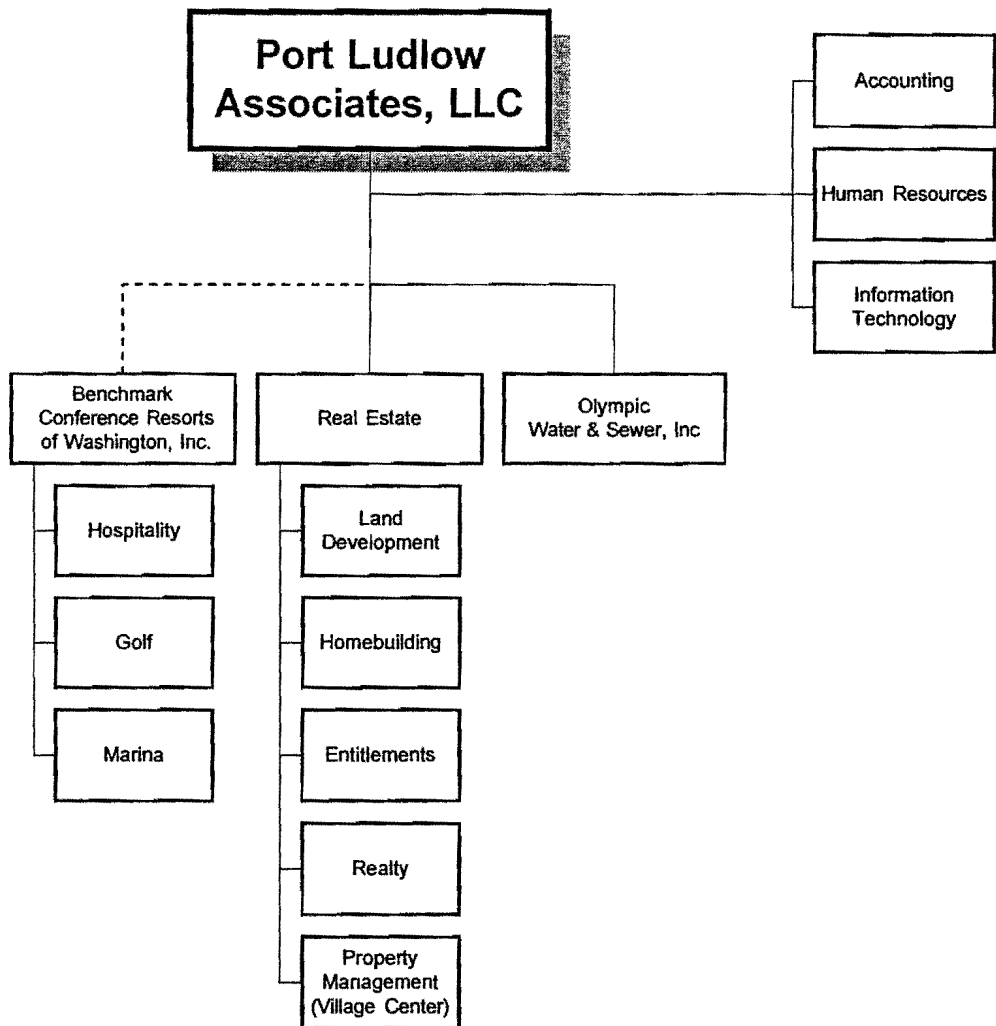 Port Ludlow
Associates, LLC
Accounting
Human Resources
Information
Technology
Benchmark
Conference Resorts
of Washington, Inc.
Real Estate
Olympic
Water & Sewer, Inc
Hospitality
Golf
Marina
Land
Development
Homebuilding
Entitlements
Realty
Property
Management
(Village Center)